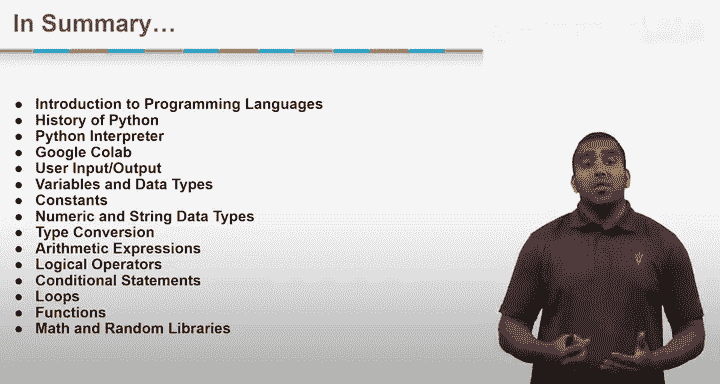 In Summary...
● Introduction to Programming Languages
● History of Python
● Python Interpreter
● Google Colab
● User Input/Output
● Variables and Data Types
● Constants
● Numeric and String Data Types
● Type Conversion
● Arithmetic Expressions
● Logical Operators
● Conditional Statements
● Loops
● Functions
● Math and Random Libraries